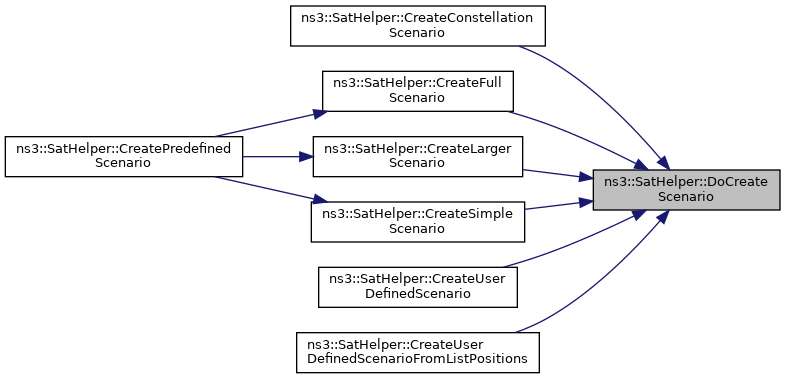 ns3::SatHelper::CreateConstellation
Scenario
ns3::SatHelper::CreateFull
Scenario
ns3::SatHelper::CreatePredefined
Scenario
ns3::SatHelper::CreateLarger
Scenario
ns3::SatHelper::DoCreate
Scenario
ns3::SatHelper::CreateSimple
Scenario
ns3::SatHelper::CreateUser
DefinedScenario
ns3::SatHelper::CreateUser
DefinedScenarioFromListPositions